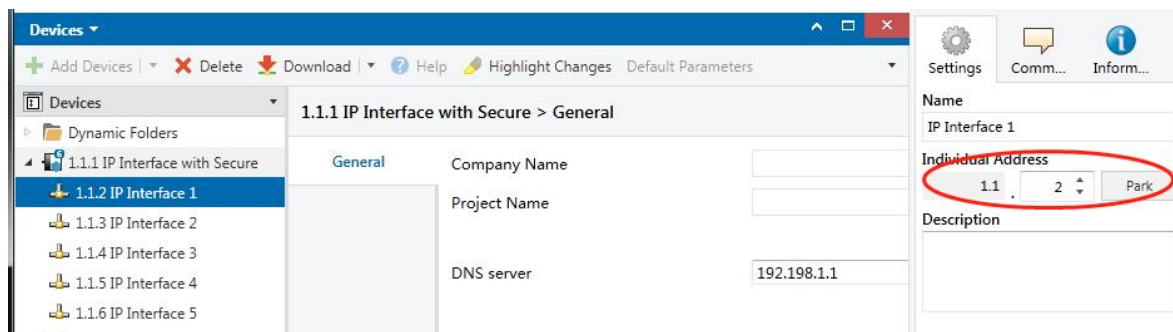 Devices
Add Devices Delete Download Help Highlight Changes Default Parameters
Devices
Dynamic Folders
1.1.1 IP Interface with Secure
1.1.2 IP Interface 1
1.1.3 IP Interface 2
1.1.4 IP Interface 3
1.1.5 IP Interface 4
1.1.6 IP Interface 5
1.1.1 IP Interface with Secure > General
General
Company Name
Project Name
DNS server 192.198.1.1
Settings Comm... Inform...
Name
IP Interface 1
Individual Address
1.1 . 2 Park
Description